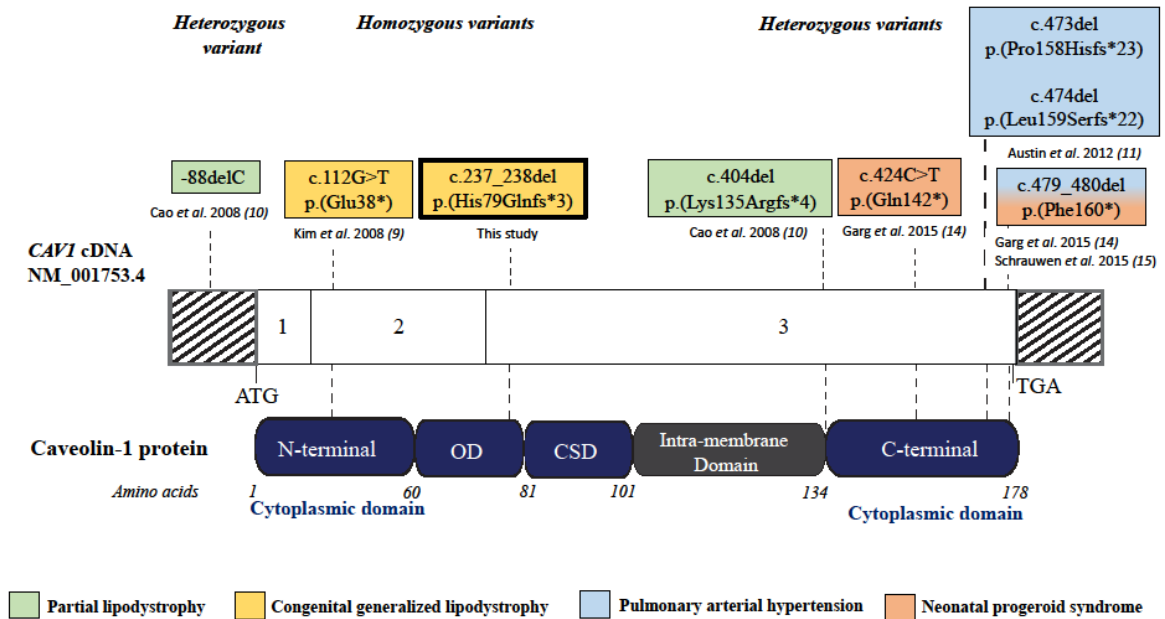 Heterozygous
variant
Homozygous variants
Heterozygous variants
c.473del
p.(Pro158Hisfs*23)
c.474del
p.(Leu159Serfs*22)
Austin et al. 2012 (11)
-88delC
Cao et al. 2008 (10)
c.112G>T
p.(Glu38*)
Kim et al. 2008 (9)
c.237_238del
p.(His79Glnfs*3)
This study
c.404del
p.(Lys135Argfs*4)
Cao et al. 2008 (10)
c.424C>T
p.(Gln142*)
Garg et al. 2015 (14)
c.479_480del
p.(Phe160*)
Garg et al. 2015 (14)
Schrauwen et al. 2015 (15)
CAV1 cDNA
NM_001753.4
1
2
3
ATG
TGA
Caveolin-1 protein
N-terminal
OD
CSD
Intra-membrane
Domain
C-terminal
Amino acids
1
60
81
101
134
178
Cytoplasmic domain
Cytoplasmic domain
Partial lipodystrophy
Congenital generalized lipodystrophy
Pulmonary arterial hypertension
Neonatal progeroid syndrome